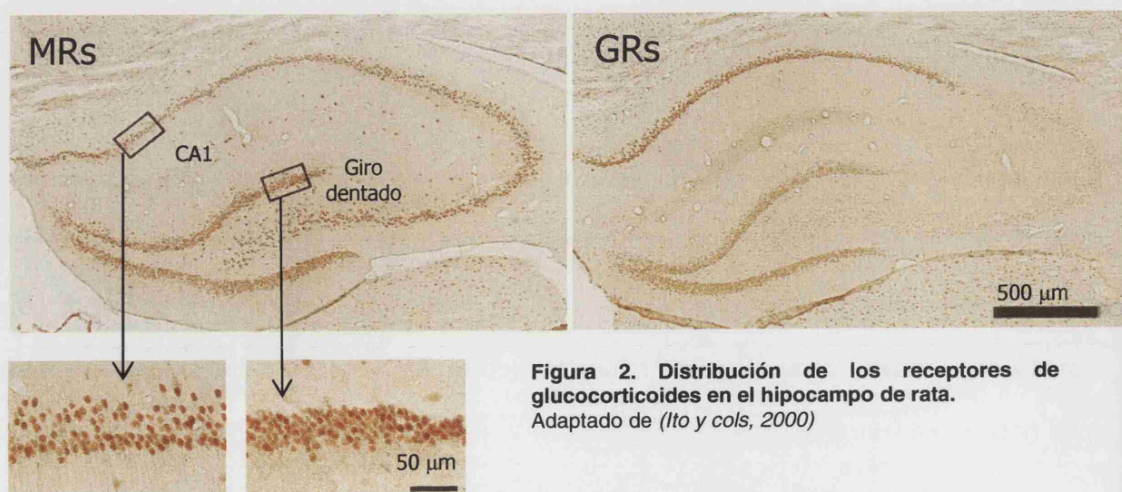 MRs
GRs
CA1
Giro
dentado
500 µm
50 µm
Figura 2. Distribución de los receptores de
glucocorticoides en el hipocampo de rata.
Adaptado de (Ito y cols, 2000)